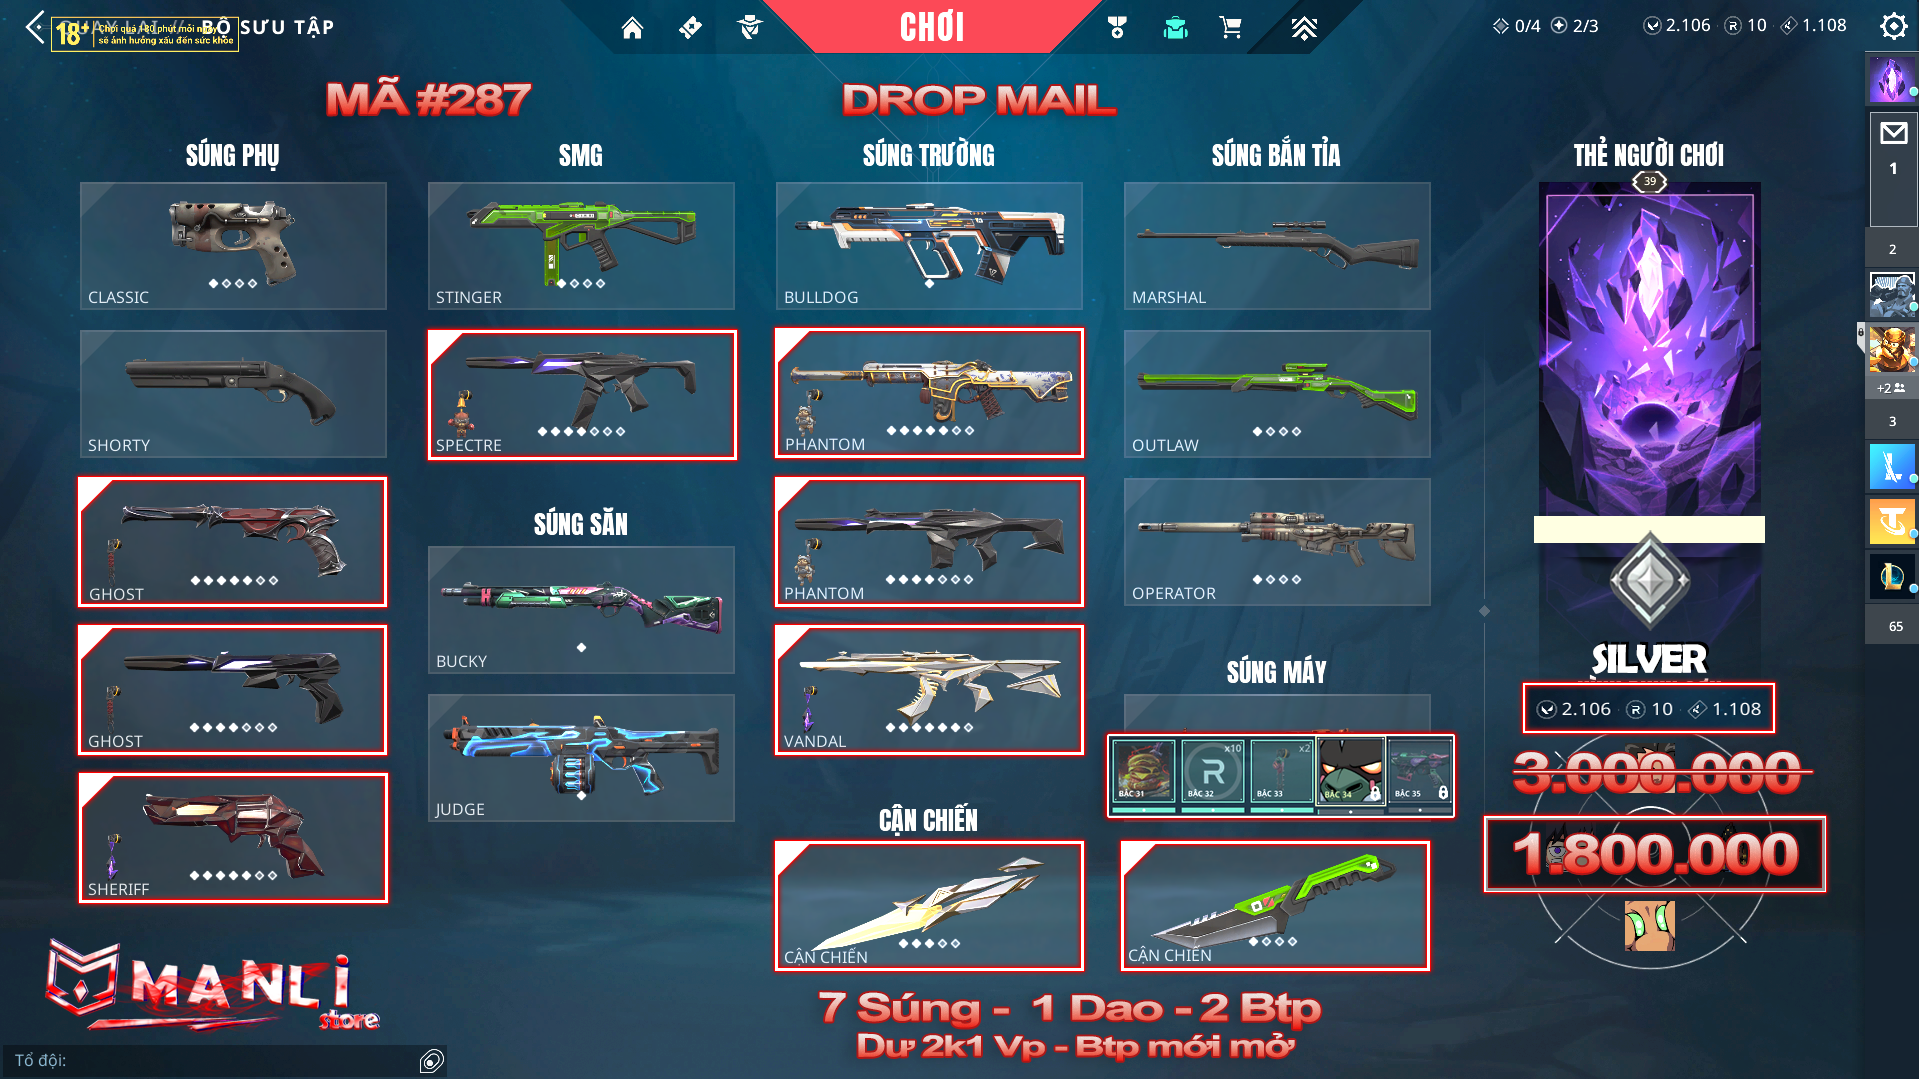 BỘ SƯU TẬP
18+
Chơi quá 180 phút mỗi ngày
sẽ ảnh hưởng xấu đến sức khỏe
CHƠI
0/4 2/3
2.106 10 1.108
MÃ #287
DROP MAIL
SÚNG PHỤ
SMG
SÚNG TRƯỜNG
SÚNG BẮN TỈA
THẺ NGƯỜI CHƠI
39
CLASSIC
STINGER
BULLDOG
MARSHAL
SHORTY
SPECTRE
PHANTOM
OUTLAW
GHOST
SÚNG SĂN
PHANTOM
OPERATOR
GHOST
BUCKY
VANDAL
SÚNG MÁY
SHERIFF
JUDGE
CẬN CHIẾN
BẬC 31
x10
BẬC 32
x2
BẬC 33
BẬC 34
BẬC 35
CẬN CHIẾN
CẬN CHIẾN
SILVER
2.106 10 1.108
3.000.000
1.800.000
1
2
+2
3
65
MANLI
store
7 Súng - 1 Dao - 2 Btp
Dư 2k1 Vp - Btp mới mở
Tổ đội: